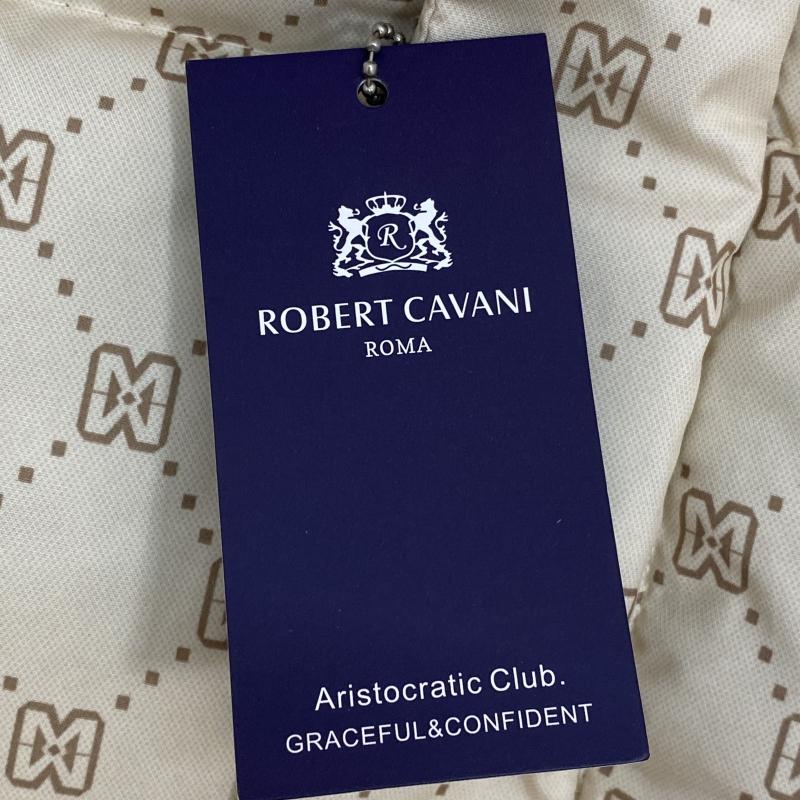 R
ROBERT CAVANI
ROMA
Aristocratic Club.
GRACEFUL&CONFIDENT